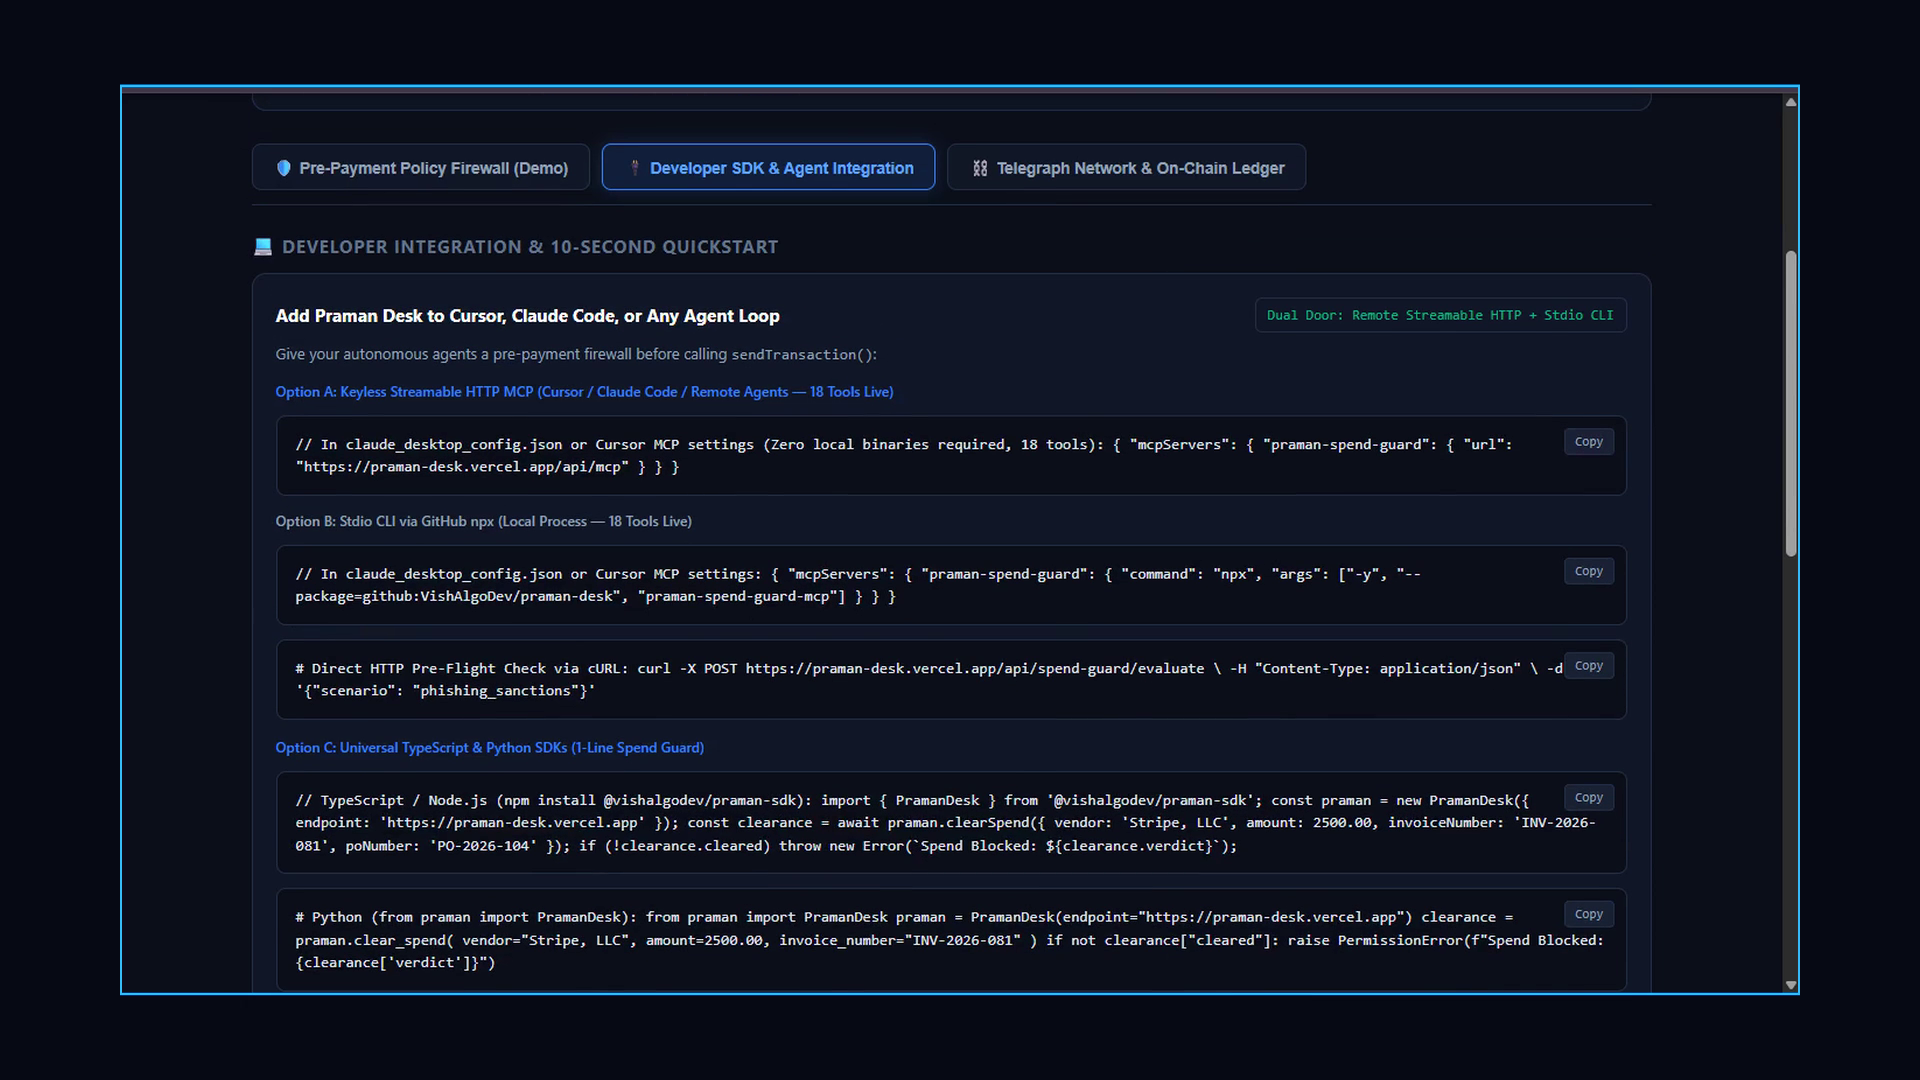 Pre-Payment Policy Firewall (Demo)
Developer SDK & Agent Integration
Telegraph Network & On-Chain Ledger
DEVELOPER INTEGRATION & 10-SECOND QUICKSTART
Add Praman Desk to Cursor, Claude Code, or Any Agent Loop
Dual Door: Remote Streamable HTTP + Stdio CLI
Give your autonomous agents a pre-payment firewall before calling sendTransaction():
Option A: Keyless Streamable HTTP MCP (Cursor / Claude Code / Remote Agents — 18 Tools Live)
// In claude_desktop_config.json or Cursor MCP settings (Zero local binaries required, 18 tools): { "mcpServers": { "praman-spend-guard": { "url":
"https://praman-desk.vercel.app/api/mcp" } } }
Copy
Option B: Stdio CLI via GitHub npx (Local Process — 18 Tools Live)
// In claude_desktop_config.json or Cursor MCP settings: { "mcpServers": { "praman-spend-guard": { "command": "npx", "args": ["-y", "--
package=github:VishAlgoDev/praman-desk", "praman-spend-guard-mcp"] } } }
Copy
# Direct HTTP Pre-Flight Check via cURL: curl -X POST https://praman-desk.vercel.app/api/spend-guard/evaluate \ -H "Content-Type: application/json" \ -d
'{"scenario": "phishing_sanctions"}'
Copy
Option C: Universal TypeScript & Python SDKs (1-Line Spend Guard)
// TypeScript / Node.js (npm install @vishalgodev/praman-sdk): import { PramanDesk } from '@vishalgodev/praman-sdk'; const praman = new PramanDesk({
endpoint: 'https://praman-desk.vercel.app' }); const clearance = await praman.clearSpend({ vendor: 'Stripe, LLC', amount: 2500.00, invoiceNumber: 'INV-2026-
081', poNumber: 'PO-2026-104' }); if (!clearance.cleared) throw new Error(`Spend Blocked: ${clearance.verdict}`);
Copy
# Python (from praman import PramanDesk): from praman import PramanDesk praman = PramanDesk(endpoint="https://praman-desk.vercel.app") clearance =
praman.clear_spend( vendor="Stripe, LLC", amount=2500.00, invoice_number="INV-2026-081" ) if not clearance["cleared"]: raise PermissionError(f"Spend Blocked:
{clearance['verdict']}")
Copy